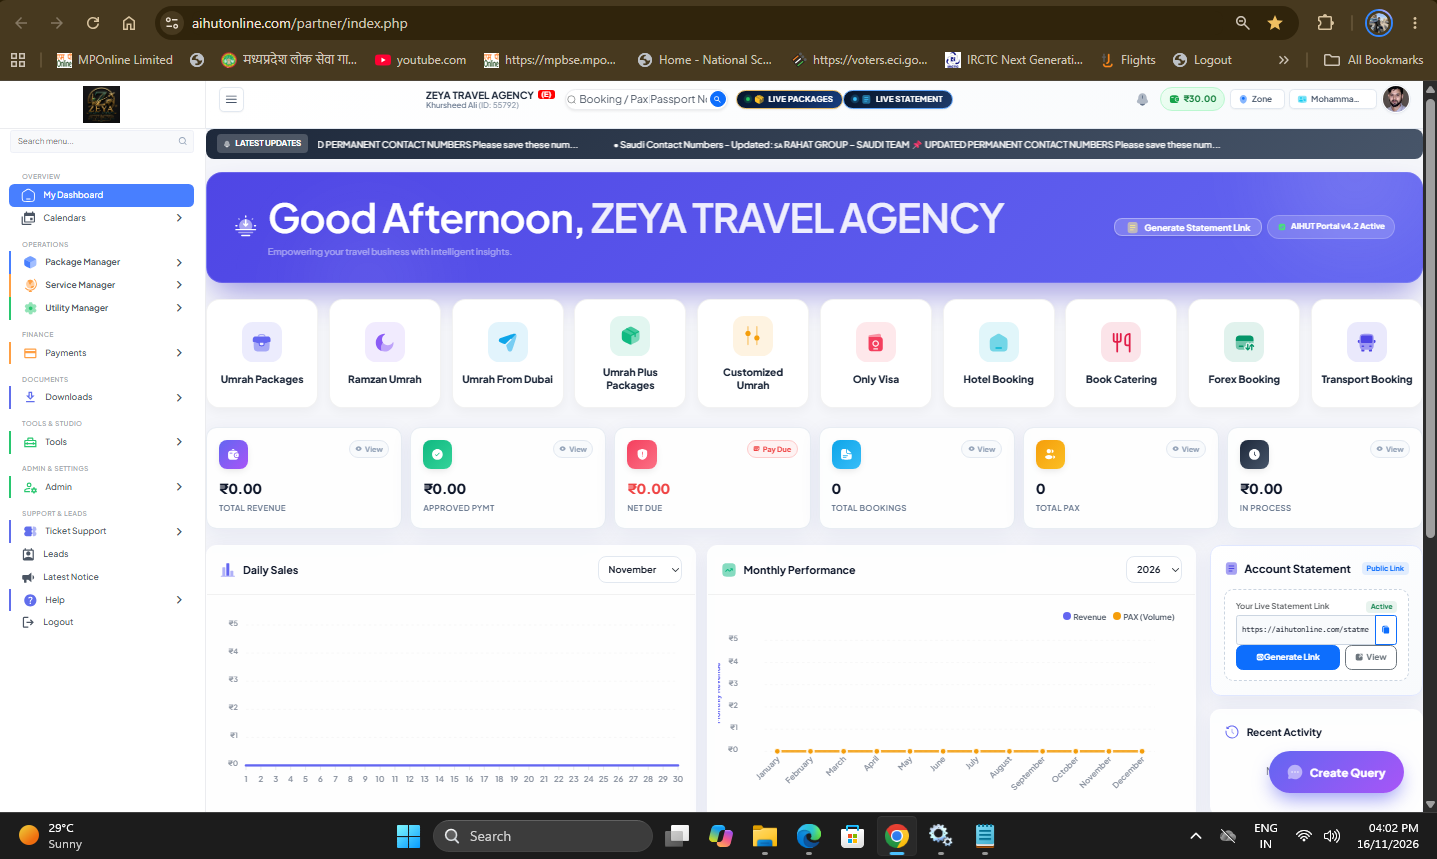 aihutonline.com/partner/index.php
MPOnline Limited
मध्यप्रदेश लोक सेवा गा...
youtube.com
https://mpbse.mpo...
Home - National Sc...
https://voters.eci.go...
IRCTC Next Generati...
Flights
Logout
All Bookmarks
ZEYA
ZEYA TRAVEL AGENCY (E)
Khursheed Ali (ID: 55792)
Booking / Pax Passport N
LIVE PACKAGES
LIVE STATEMENT
₹30.00
Zone
Mohamma...
Search menu...
LATEST UPDATES
D PERMANENT CONTACT NUMBERS Please save these num...
• Saudi Contact Numbers – Updated: SA RAHAT GROUP – SAUDI TEAM 📌 UPDATED PERMANENT CONTACT NUMBERS Please save these num...
OVERVIEW
My Dashboard
Calendars
OPERATIONS
Package Manager
Service Manager
Utility Manager
FINANCE
Payments
DOCUMENTS
Downloads
TOOLS & STUDIO
Tools
ADMIN & SETTINGS
Admin
SUPPORT & LEADS
Ticket Support
Leads
Latest Notice
Help
Logout
Good Afternoon, ZEYA TRAVEL AGENCY
Empowering your travel business with intelligent insights.
Generate Statement Link
AIHUT Portal v4.2 Active
Umrah Packages
Ramzan Umrah
Umrah From Dubai
Umrah Plus
Packages
Customized
Umrah
Only Visa
Hotel Booking
Book Catering
Forex Booking
Transport Booking
View
₹0.00
TOTAL REVENUE
View
₹0.00
APPROVED PYMT
Pay Due
₹0.00
NET DUE
View
0
TOTAL BOOKINGS
View
0
TOTAL PAX
View
₹0.00
IN PROCESS
Daily Sales
November
₹5
₹4
₹3
₹2
₹1
₹0
1 2 3 4 5 6 7 8 9 10 11 12 13 14 15 16 17 18 19 20 21 22 23 24 25 26 27 28 29 30
Monthly Performance
2026
Revenue
PAX (Volume)
₹5
₹4
₹3
₹2
₹1
₹0
January February March April May June July August September October November December
Account Statement
Public Link
Your Live Statement Link
Active
https://aihutonline.com/statme
Generate Link
View
Recent Activity
Create Query
29°C
Sunny
Search
ENG
IN
04:02 PM
16/11/2026